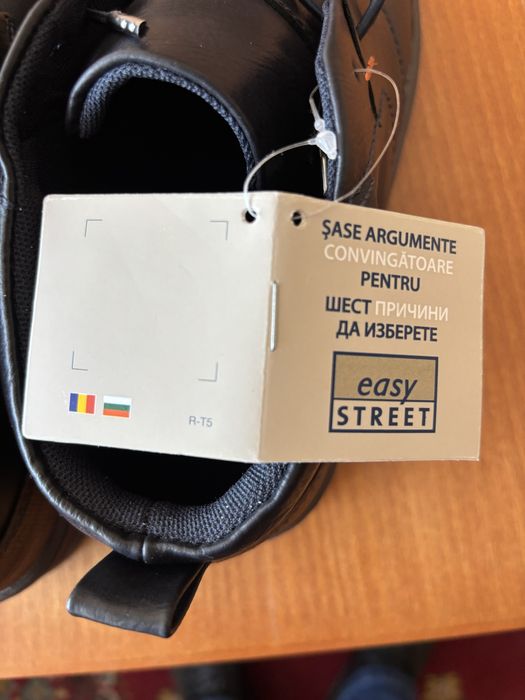 R-T5
ŞASE ARGUMENTE
CONVINGĂTOARE
PENTRU
ШЕСТ ПРИЧИНИ
ДА ИЗБЕРЕТЕ
easy
STREET